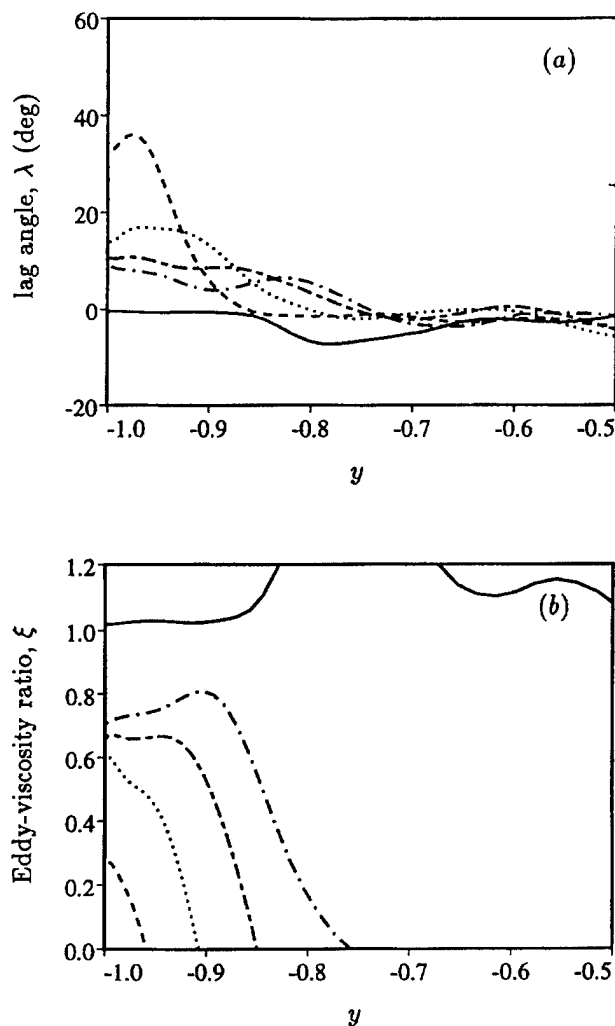 60
40
20
0
-20
lag angle, λ (deg)
(a)
-1.0 -0.9 -0.8 -0.7 -0.6 -0.5
y
1.2
1.0
0.8
0.6
0.4
0.2
0.0
Eddy-viscosity ratio, ξ
(b)
-1.0 -0.9 -0.8 -0.7 -0.6 -0.5
y